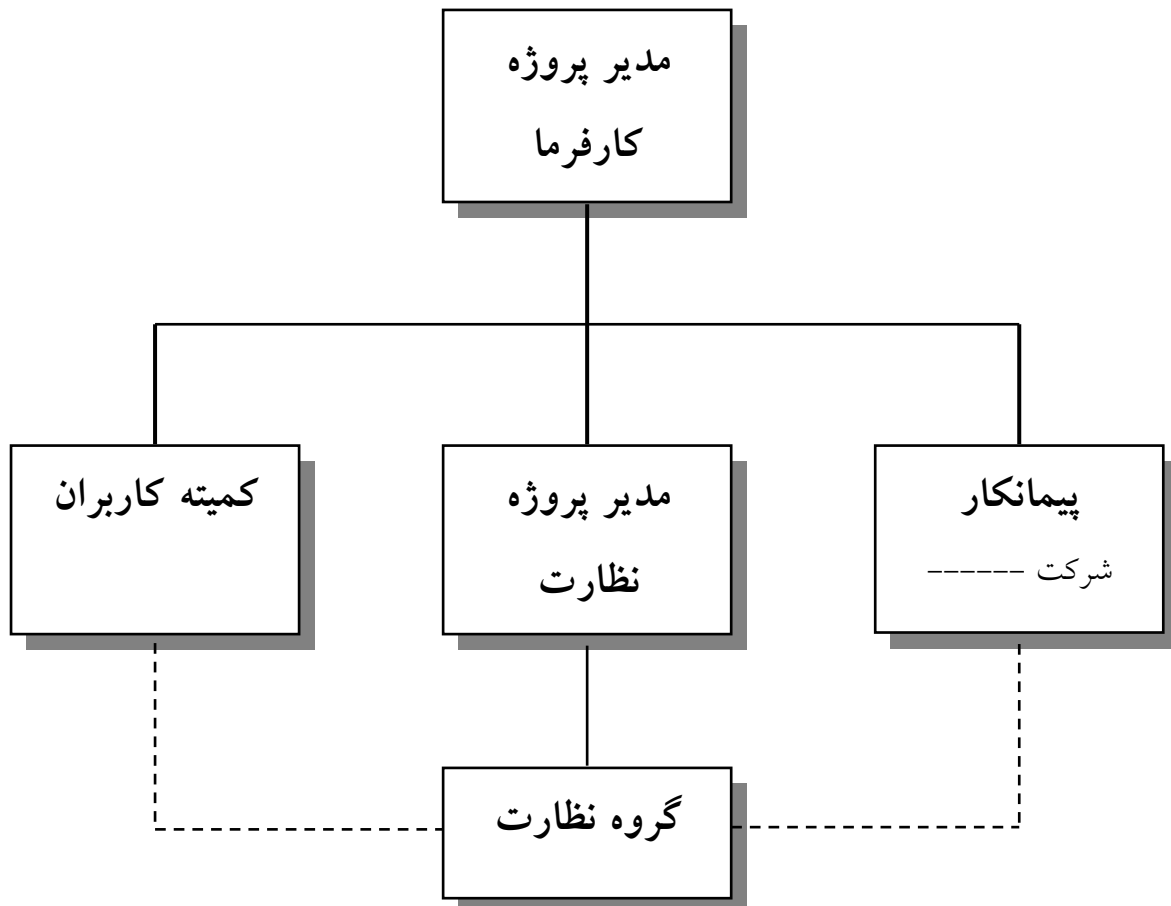 مدیر پروژه
کارفرما
پیمانکار
شرکت ------
مدیر پروژه
نظارت
کمیته کاربران
گروه نظارت